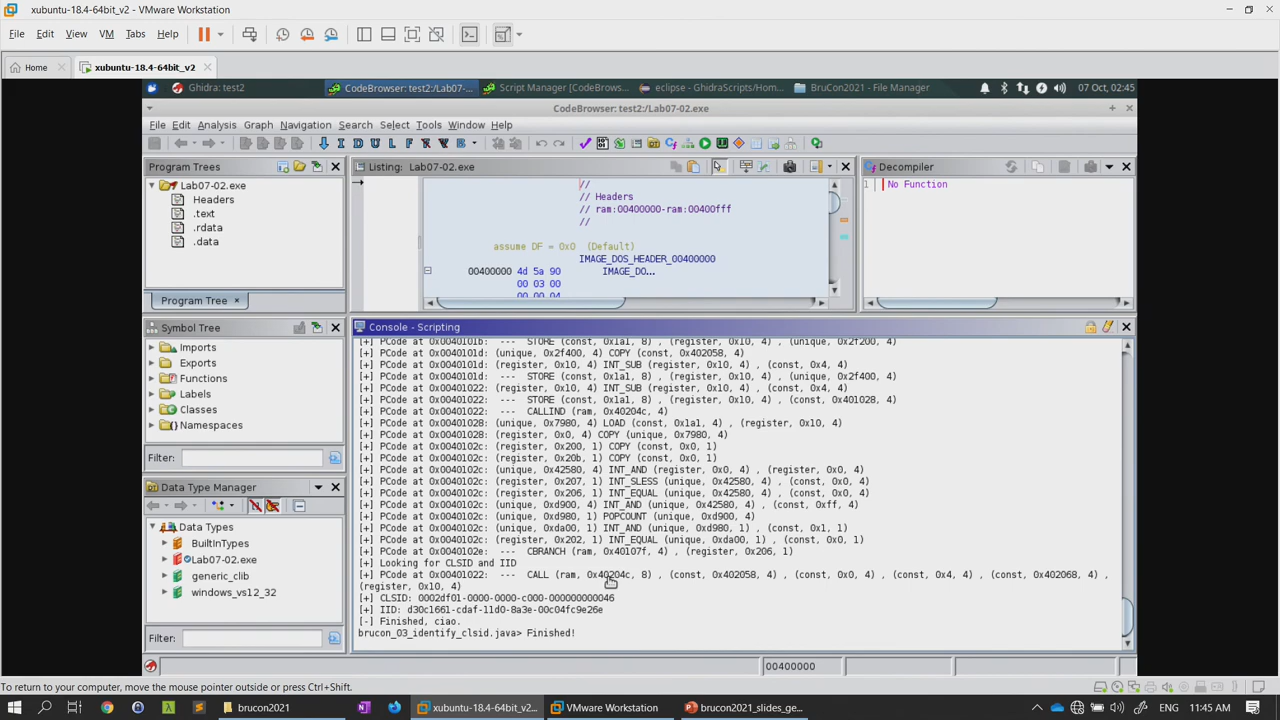 xubuntu-18.4-64bit_v2 - VMware Workstation
File Edit View VM Tabs Help
Home xubuntu-18.4-64bit_v2
Ghidra: test2 CodeBrowser: test2:/Lab07-... Script Manager [CodeBrows... eclipse - GhidraScripts/Hom... BruCon2021 - File Manager 07 Oct, 02:45
CodeBrowser: test2:/Lab07-02.exe
File Edit Analysis Graph Navigation Search Select Tools Window Help
I D U L F V B
Program Trees
Lab07-02.exe
Headers
.text
.rdata
.data
Program Tree ×
Listing: Lab07-02.exe
//
// Headers
// ram:00400000-ram:00400fff
//
assume DF = 0x0 (Default)
IMAGE_DOS_HEADER_00400000
00400000 4d 5a 90 IMAGE_DO...
00 03 00
00 00 04
Decompiler
1 No Function
Symbol Tree
Imports
Exports
Functions
Labels
Classes
Namespaces
Filter:
Data Type Manager
Data Types
BuiltInTypes
Lab07-02.exe
generic_clib
windows_vs12_32
Filter:
Console - Scripting
[+] PCode at 0x0040101b: --- STORE (const, 0x1a1, 8) , (register, 0x10, 4) , (unique, 0x2f200, 4)
[+] PCode at 0x0040101d: (unique, 0x2f400, 4) COPY (const, 0x402058, 4)
[+] PCode at 0x0040101d: (register, 0x10, 4) INT_SUB (register, 0x10, 4) , (const, 0x4, 4)
[+] PCode at 0x0040101d: --- STORE (const, 0x1a1, 8) , (register, 0x10, 4) , (unique, 0x2f400, 4)
[+] PCode at 0x00401022: (register, 0x10, 4) INT_SUB (register, 0x10, 4) , (const, 0x4, 4)
[+] PCode at 0x00401022: --- STORE (const, 0x1a1, 8) , (register, 0x10, 4) , (const, 0x401028, 4)
[+] PCode at 0x00401022: --- CALLIND (ram, 0x40204c, 4)
[+] PCode at 0x00401028: (unique, 0x7980, 4) LOAD (const, 0x1a1, 4) , (register, 0x10, 4)
[+] PCode at 0x00401028: (register, 0x0, 4) COPY (unique, 0x7980, 4)
[+] PCode at 0x0040102c: (register, 0x200, 1) COPY (const, 0x0, 1)
[+] PCode at 0x0040102c: (register, 0x20b, 1) COPY (const, 0x0, 1)
[+] PCode at 0x0040102c: (unique, 0x42580, 4) INT_AND (register, 0x0, 4) , (register, 0x0, 4)
[+] PCode at 0x0040102c: (register, 0x207, 1) INT_SLESS (unique, 0x42580, 4) , (const, 0x0, 4)
[+] PCode at 0x0040102c: (register, 0x206, 1) INT_EQUAL (unique, 0x42580, 4) , (const, 0x0, 4)
[+] PCode at 0x0040102c: (unique, 0xd900, 4) INT_AND (unique, 0x42580, 4) , (const, 0xff, 4)
[+] PCode at 0x0040102c: (unique, 0xd980, 1) POPCOUNT (unique, 0xd900, 4)
[+] PCode at 0x0040102c: (unique, 0xda00, 1) INT_AND (unique, 0xd980, 1) , (const, 0x1, 1)
[+] PCode at 0x0040102c: (register, 0x202, 1) INT_EQUAL (unique, 0xda00, 1) , (const, 0x0, 1)
[+] PCode at 0x0040102e: --- CBRANCH (ram, 0x40107f, 4) , (register, 0x206, 1)
[+] Looking for CLSID and IID
[+] PCode at 0x00401022: --- CALL (ram, 0x40204c, 8) , (const, 0x402058, 4) , (const, 0x0, 4) , (const, 0x4, 4) , (const, 0x402068, 4) ,
(register, 0x10, 4)
[+] CLSID: 0002df01-0000-0000-c000-000000000046
[+] IID: d30c1661-cdaf-11d0-8a3e-00c04fc9e26e
[-] Finished, ciao.
brucon_03_identify_clsid.java> Finished!
00400000
To return to your computer, move the mouse pointer outside or press Ctrl+Shift.
brucon2021 xubuntu-18.4-64bit_v2... VMware Workstation brucon2021_slides_ge... ENG 11:45 AM